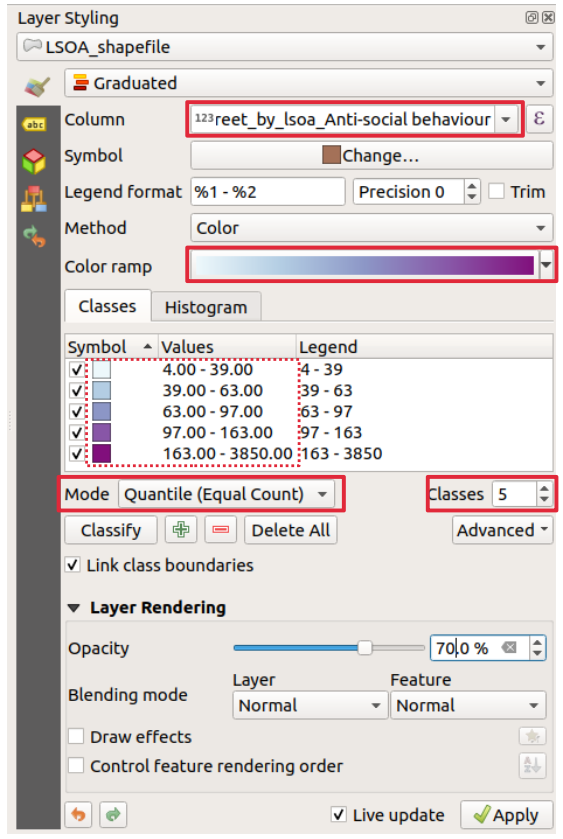 Layer Styling
LSOA_shapefile
Graduated
abc
Column 123reet_by_lsoa_Anti-social behaviour ε
Symbol Change...
Legend format %1 - %2 Precision 0 Trim
Method Color
Color ramp
Classes Histogram
Symbol Values Legend
4.00 - 39.00 4 - 39
39.00 - 63.00 39 - 63
63.00 - 97.00 63 - 97
97.00 - 163.00 97 - 163
163.00 - 3850.00 163 - 3850
Mode Quantile (Equal Count) Classes 5
Classify Delete All Advanced
Link class boundaries
Layer Rendering
Opacity 70.0 %
Layer Feature
Blending mode Normal Normal
Draw effects
Control feature rendering order
Live update Apply